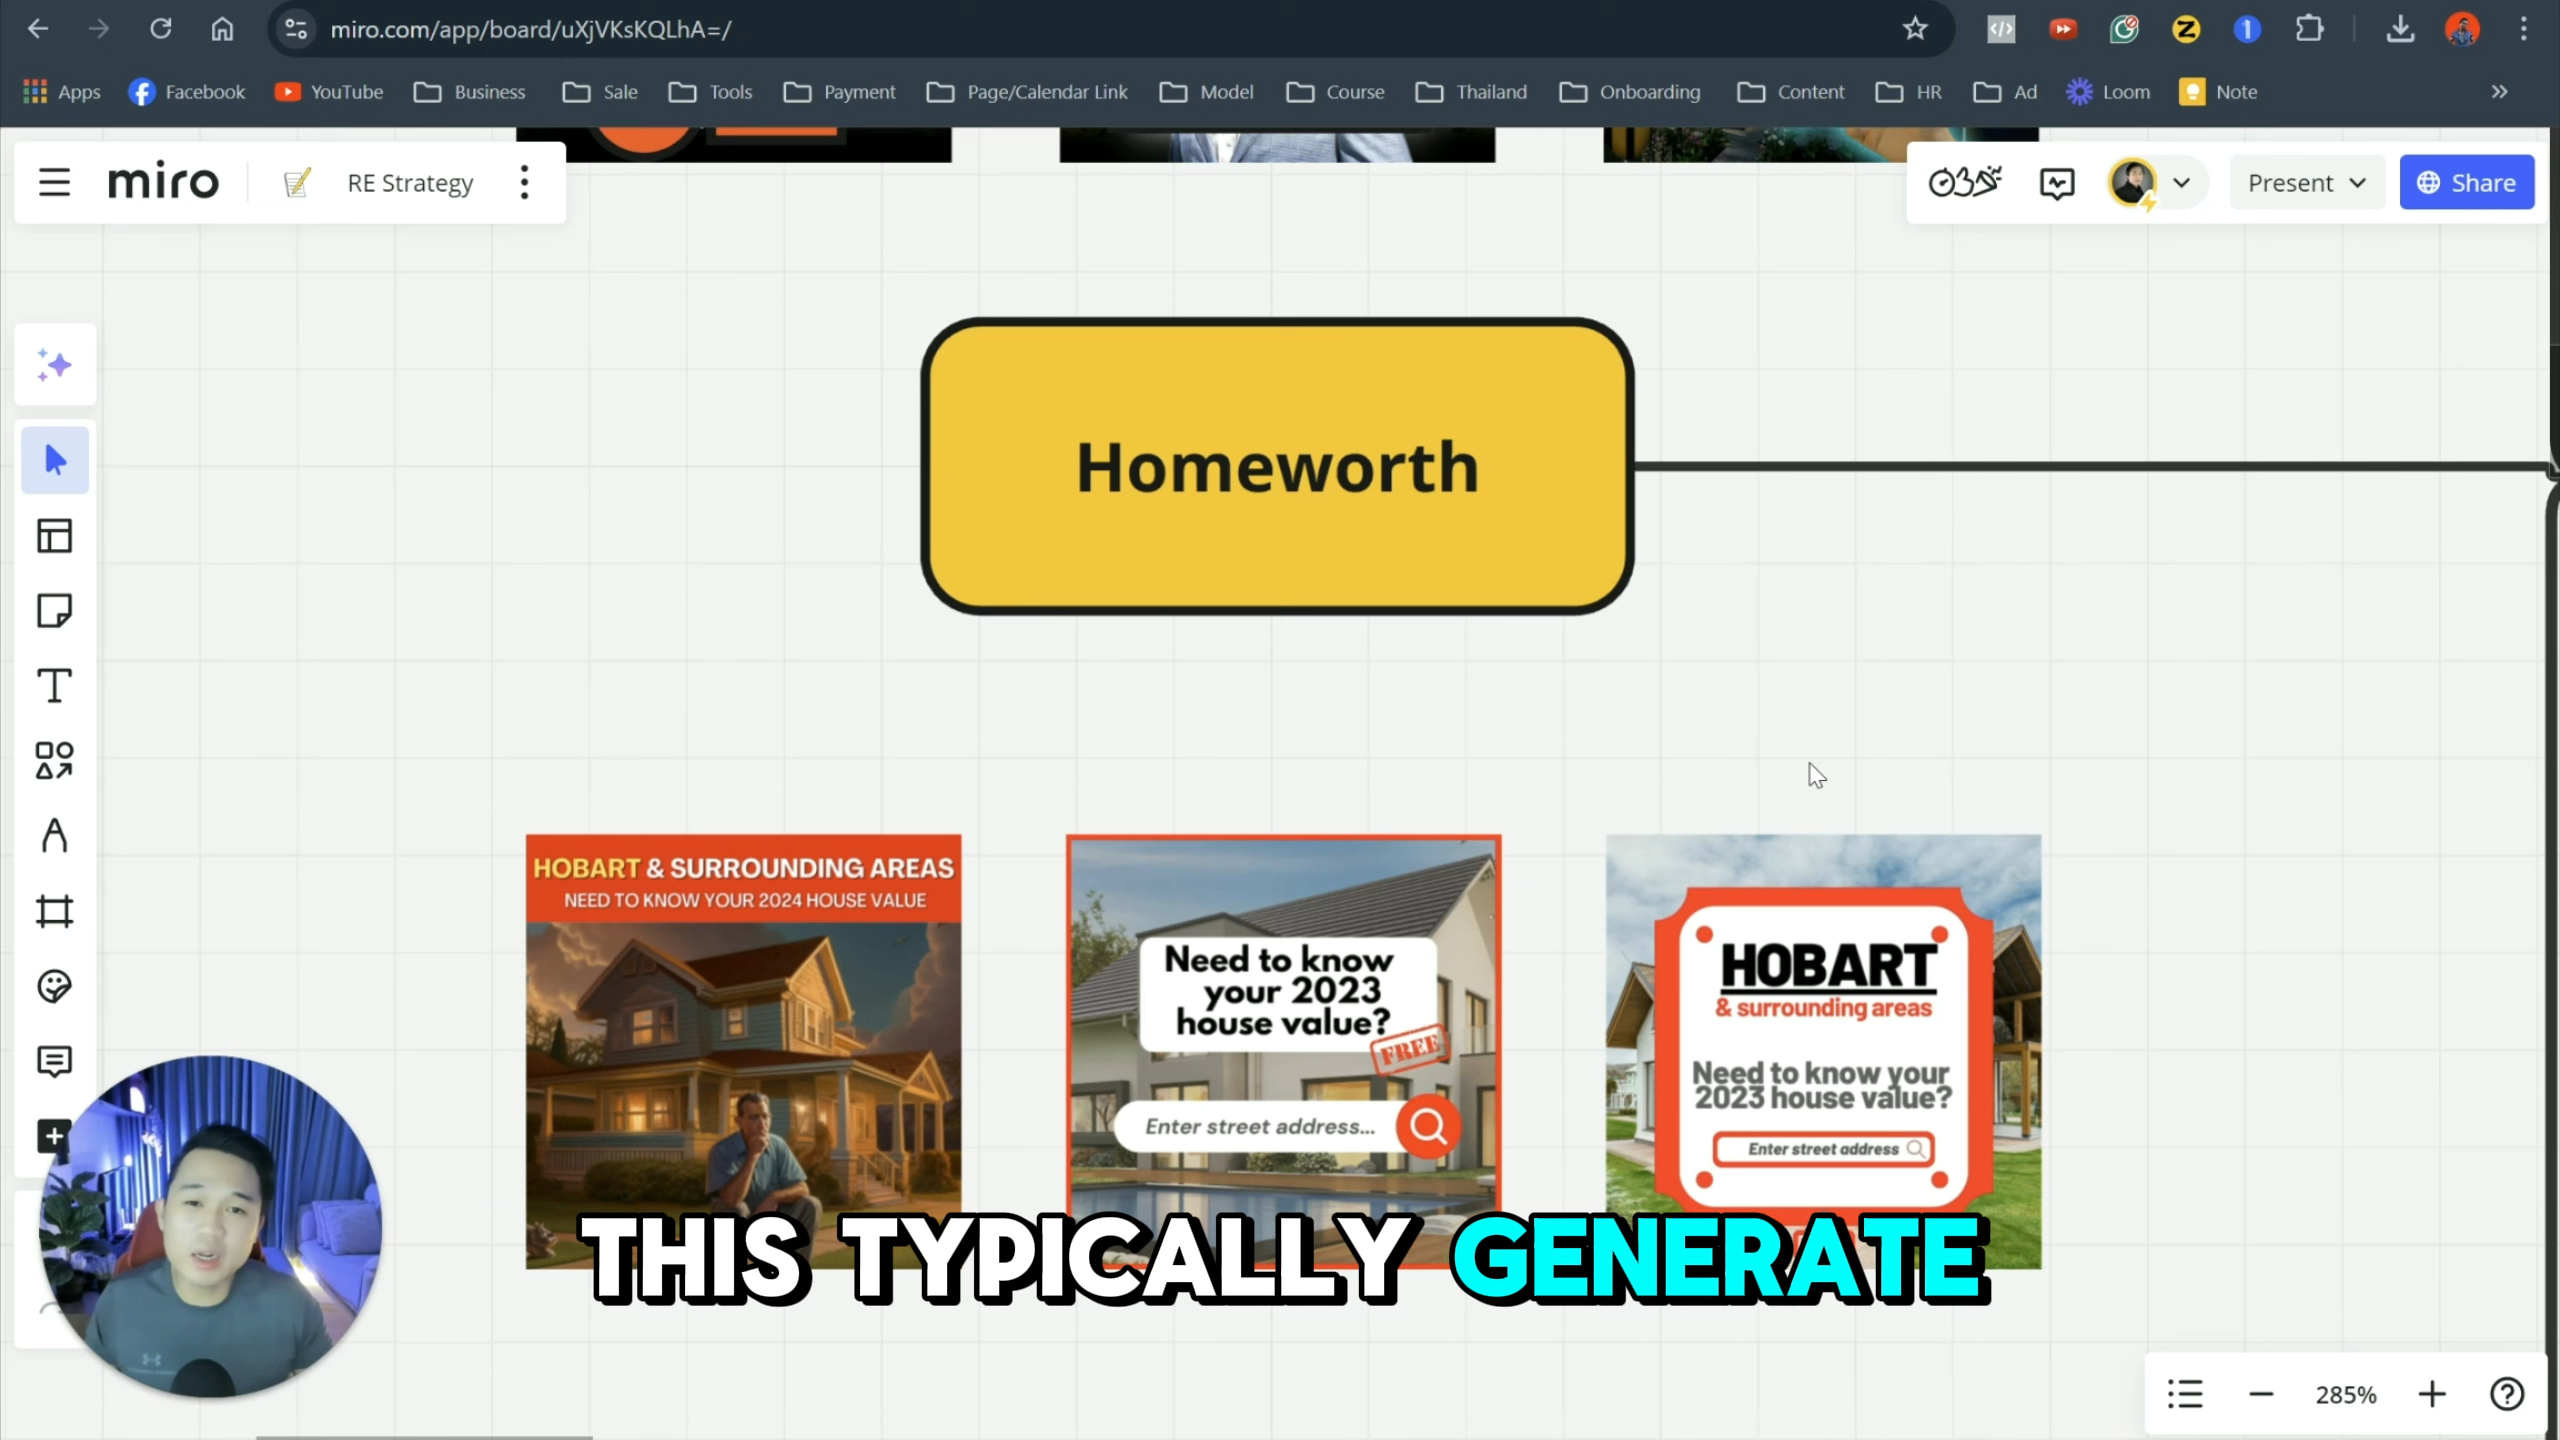 miro.com/app/board/uXjVKsKQLhA=/
Apps Facebook YouTube Business Sale Tools Payment Page/Calendar Link Model Course Thailand Onboarding Content HR Ad Loom Note
miro RE Strategy
Present Share
Homeworth
HOBART & SURROUNDING AREAS
NEED TO KNOW YOUR 2024 HOUSE VALUE
Need to know
your 2023
house value?
FREE
Enter street address...
HOBART
& surrounding areas
Need to know your
2023 house value?
Enter street address
THIS TYPICALLY GENERATE
285%